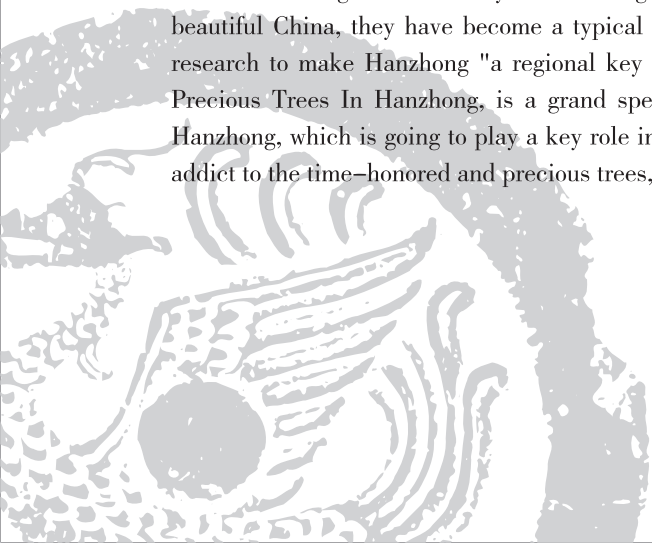 beautiful China, they have become a typical
research to make Hanzhong "a regional key
Precious Trees In Hanzhong, is a grand spe
Hanzhong, which is going to play a key role in
addict to the time–honored and precious trees,